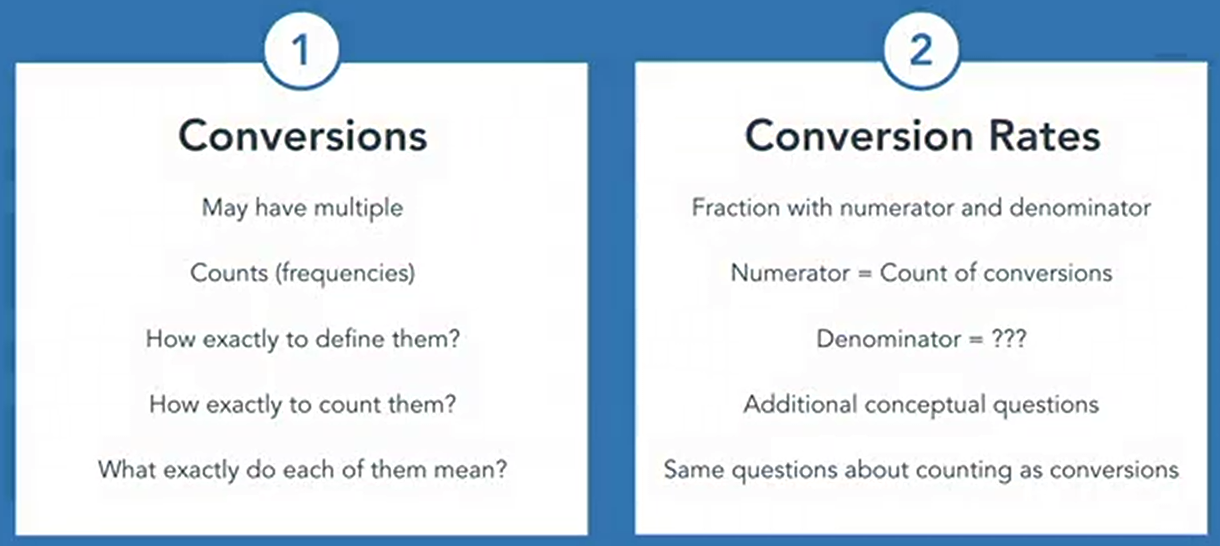 1
Conversions
May have multiple
Counts (frequencies)
How exactly to define them?
How exactly to count them?
What exactly do each of them mean?
2
Conversion Rates
Fraction with numerator and denominator
Numerator = Count of conversions
Denominator = ???
Additional conceptual questions
Same questions about counting as conversions